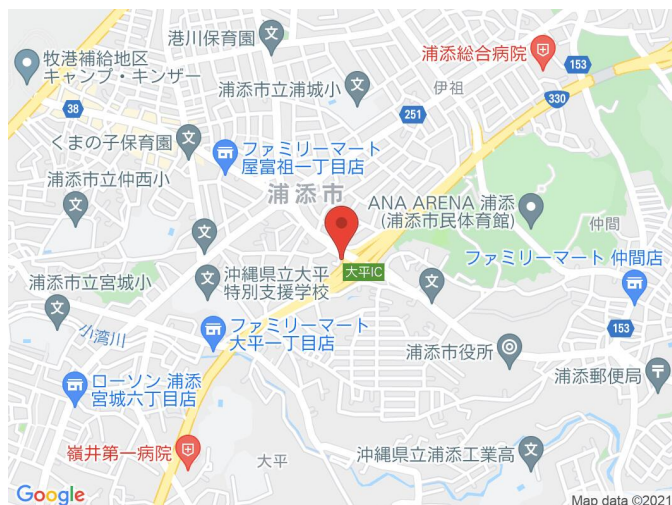 港川保育園
浦添総合病院
牧港補給地区
キャンプ・キンザー
153
浦添市立浦城小
伊祖
330
38
251
くまの子保育園
ファミリーマート
屋富祖一丁目店
浦添市立仲西小
浦添市
ANA ARENA 浦添
(浦添市民体育館)
仲間
大平IC
沖縄県立大平
特別支援学校
ファミリーマート 仲間店
浦添市立宮城小
小湾川
ファミリーマート
大平一丁目店
153
浦添市役所
ローソン 浦添
宮城六丁目店
浦添郵便局
嶺井第一病院
大平
沖縄県立浦添工業高
Google
Map data ©2021